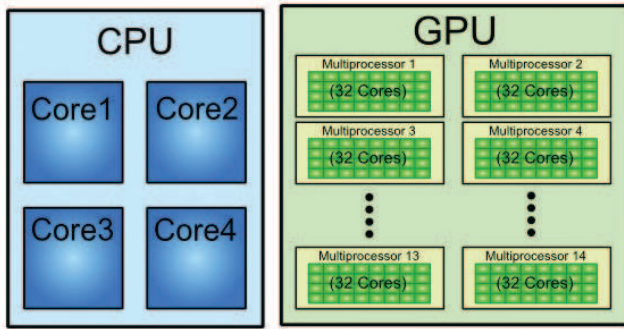 CPU
Core1
Core2
Core3
Core4
GPU
Multiprocessor 1
(32 Cores)
Multiprocessor 2
(32 Cores)
Multiprocessor 3
(32 Cores)
Multiprocessor 4
(32 Cores)
Multiprocessor 13
(32 Cores)
Multiprocessor 14
(32 Cores)